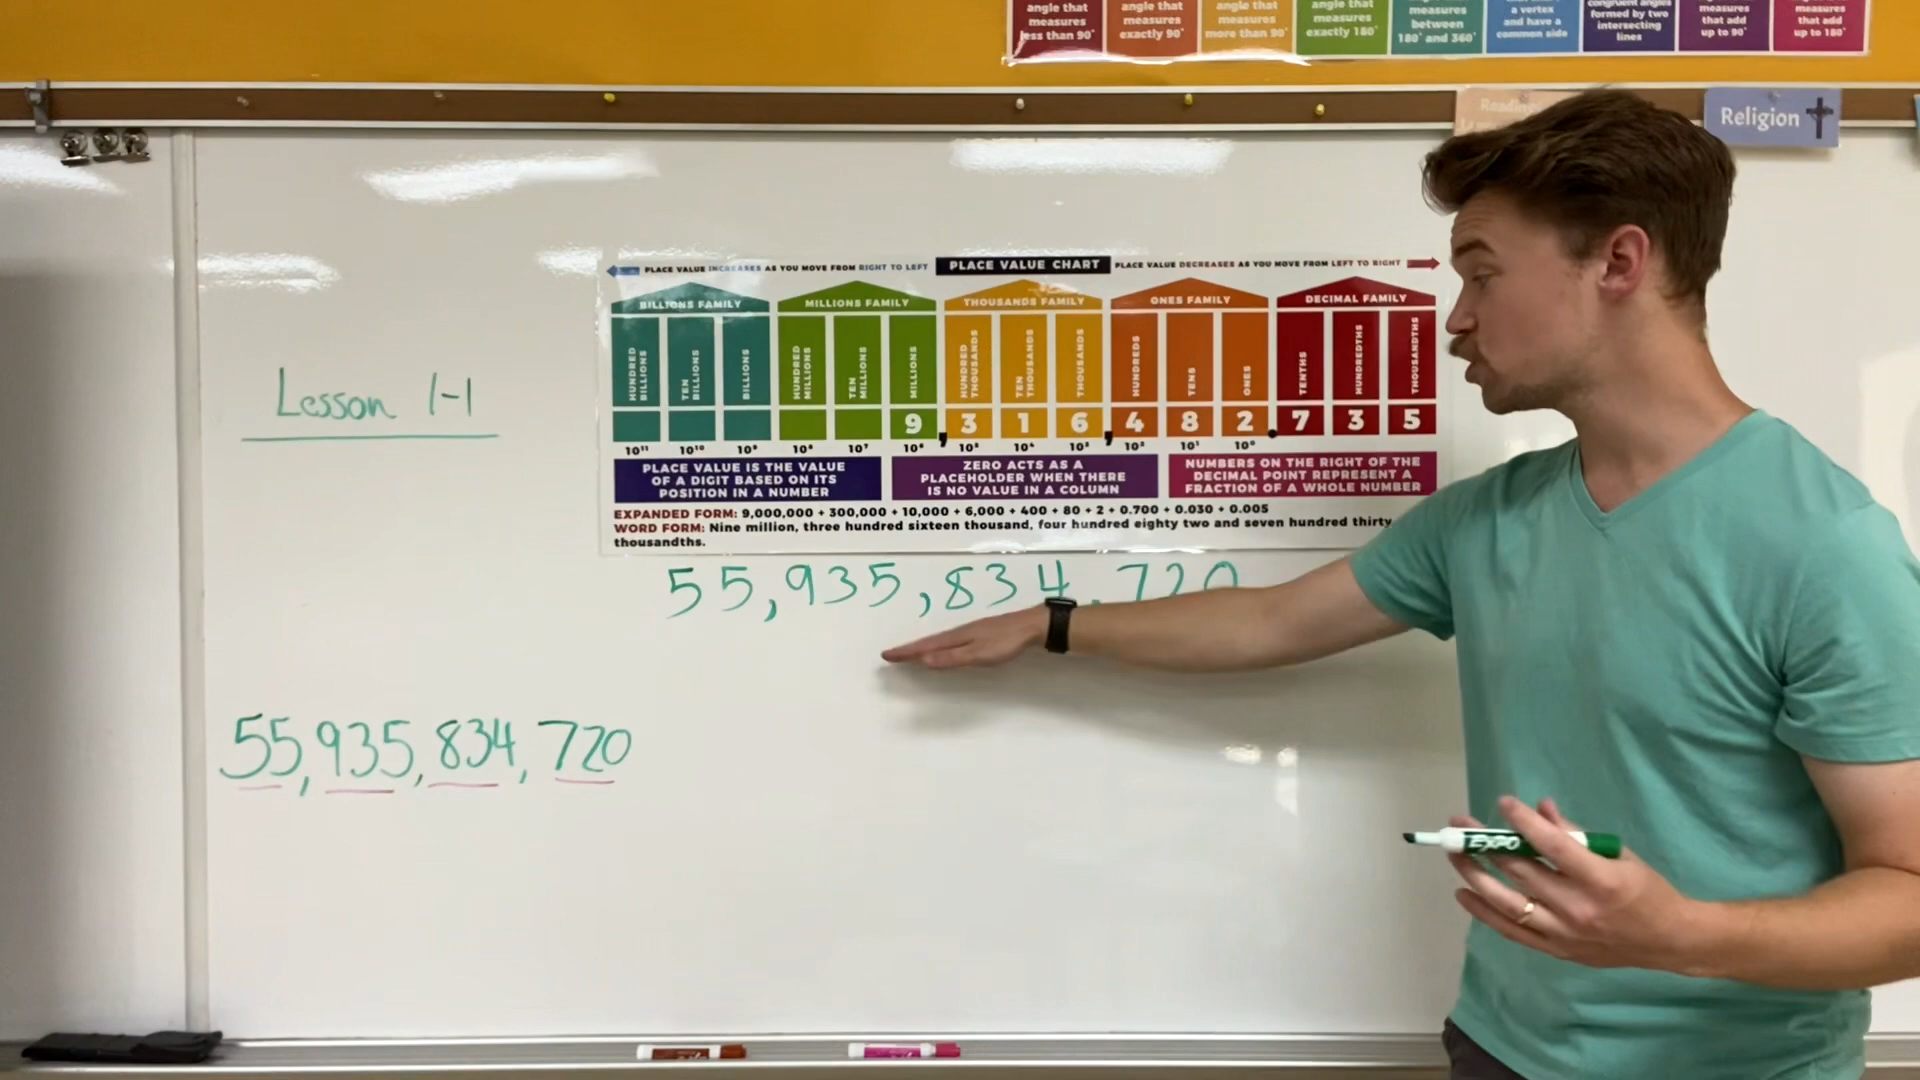 angle that measures less than 90°
angle that measures exactly 90°
angle that measures more than 90°
angle that measures exactly 180°
measures between 180° and 360°
a vertex and have a common side
congruent angles formed by two intersecting lines
measures that add up to 90°
measures that add up to 180°
Reading
Religion
PLACE VALUE INCREASES AS YOU MOVE FROM RIGHT TO LEFT
PLACE VALUE CHART
PLACE VALUE DECREASES AS YOU MOVE FROM LEFT TO RIGHT
BILLIONS FAMILY
MILLIONS FAMILY
THOUSANDS FAMILY
ONES FAMILY
DECIMAL FAMILY
HUNDRED BILLIONS
TEN BILLIONS
BILLIONS
HUNDRED MILLIONS
TEN MILLIONS
MILLIONS
HUNDRED THOUSANDS
TEN THOUSANDS
THOUSANDS
HUNDREDS
TENS
ONES
TENTHS
HUNDREDTHS
THOUSANDTHS
9,316,482.735
10¹¹ 10¹⁰ 10⁹ 10⁸ 10⁷ 10⁶ 10⁵ 10⁴ 10³ 10² 10¹ 10⁰
PLACE VALUE IS THE VALUE
OF A DIGIT BASED ON ITS
POSITION IN A NUMBER
ZERO ACTS AS A
PLACEHOLDER WHEN THERE
IS NO VALUE IN A COLUMN
NUMBERS ON THE RIGHT OF THE
DECIMAL POINT REPRESENT A
FRACTION OF A WHOLE NUMBER
EXPANDED FORM: 9,000,000 + 300,000 + 10,000 + 6,000 + 400 + 80 + 2 + 0.700 + 0.030 + 0.005
WORD FORM: Nine million, three hundred sixteen thousand, four hundred eighty two and seven hundred thirty
thousandths.
Lesson 1-1
55,935,834,720
55,935,834,720
EXPO